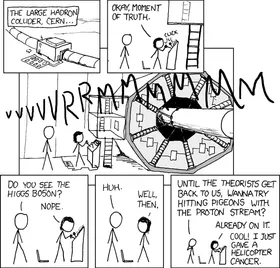 THE LARGE HADRON
COLLIDER, CERN...
OKAY, MOMENT
OF TRUTH.
CLICK
VVVVVRRMMMMMMM
DO YOU SEE THE
HIGGS BOSON?
NOPE.
HUH.
WELL,
THEN,
UNTIL THE THEORISTS GET
BACK TO US, WANNA TRY
HITTING PIGEONS WITH
THE PROTON STREAM?
ALREADY ON IT.
COOL! I JUST
GAVE A
HELICOPTER
CANCER.